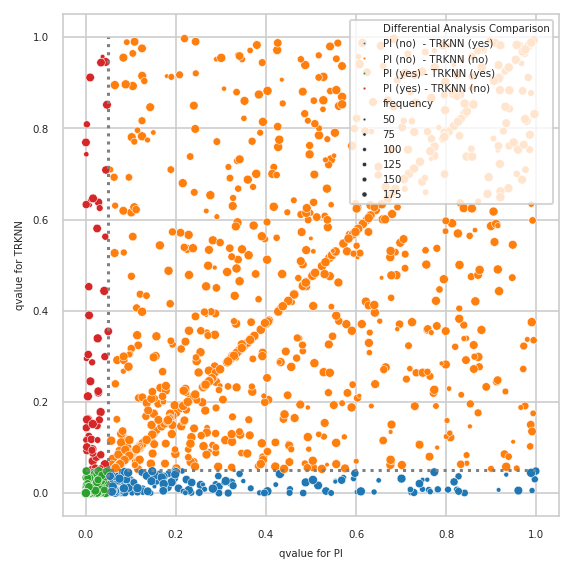 Differential Analysis Comparison
PI (no)  - TRKNN (yes)
PI (no)  - TRKNN (no)
PI (yes) - TRKNN (yes)
PI (yes) - TRKNN (no)
frequency
50
75
100
125
150
175
1.0
0.8
0.6
0.4
0.2
0.0
qvalue for TRKNN
0.0 0.2 0.4 0.6 0.8 1.0
qvalue for PI